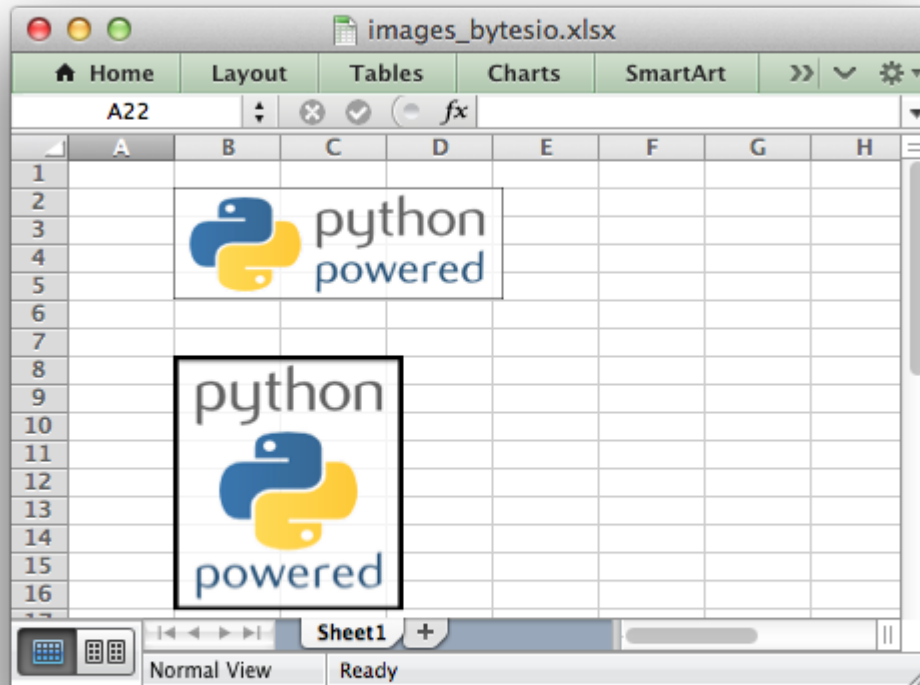 images_bytesio.xlsx
Home Layout Tables Charts SmartArt
A22 fx
A B C D E F G H
1
2
3
4
5
6
7
8
9
10
11
12
13
14
15
16
17
python
powered
python
powered
Sheet1 +
Normal View Ready